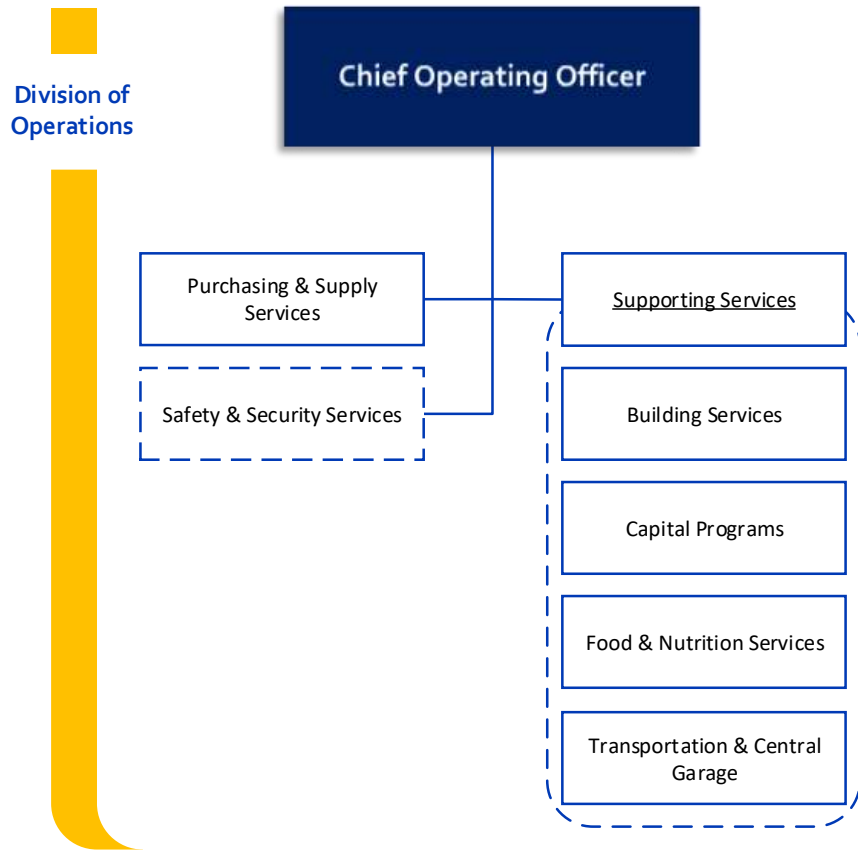 Chief Operating Officer
Division of
Operations
Purchasing & Supply
Services
Supporting Services
Safety & Security Services
Building Services
Capital Programs
Food & Nutrition Services
Transportation & Central
Garage